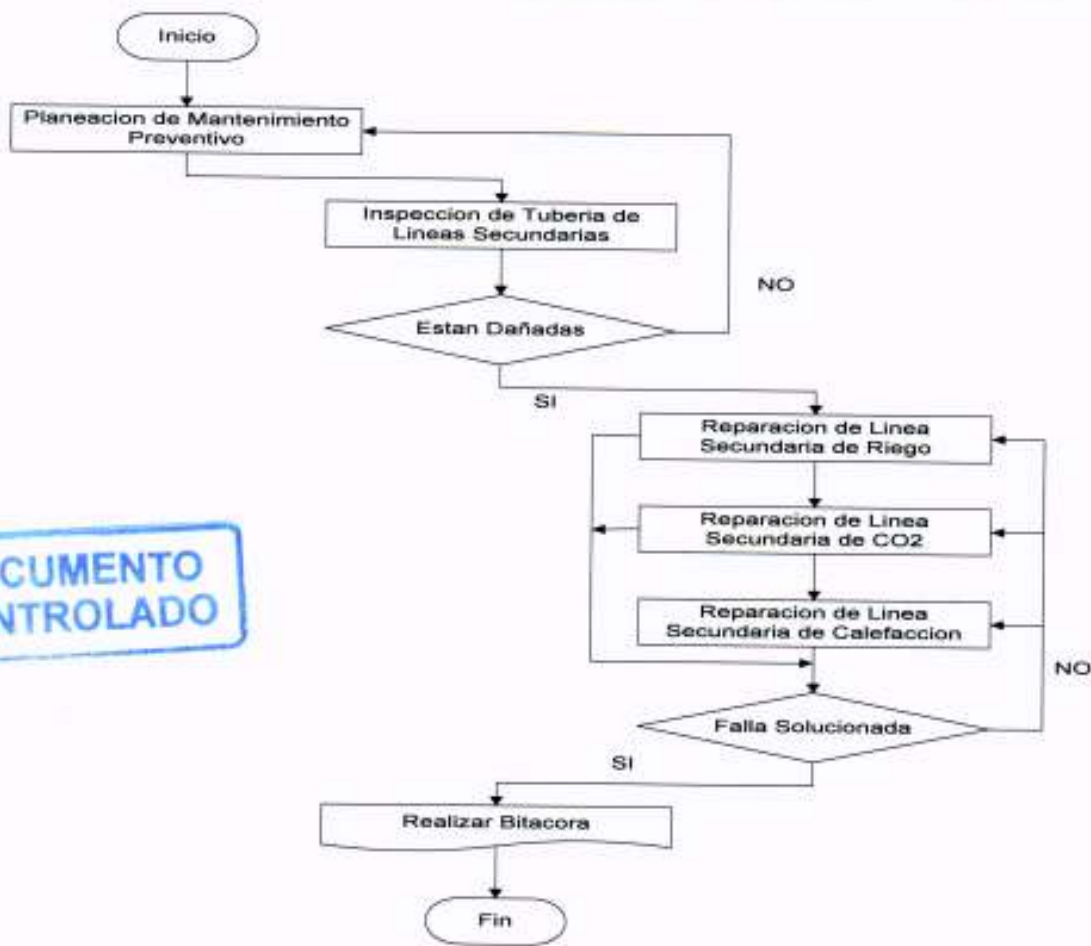 Inicio
Planeacion de Mantenimiento
Preventivo
Inspeccion de Tuberia de
Lineas Secundarias
NO
Estan Dañadas
SI
Reparacion de Linea
Secundaria de Riego
Reparacion de Linea
Secundaria de CO2
CUMENTO
NTROLADO
Reparacion de Linea
Secundaria de Calefaccion
NO
Falla Solucionada
SI
Realizar Bitacora
Fin